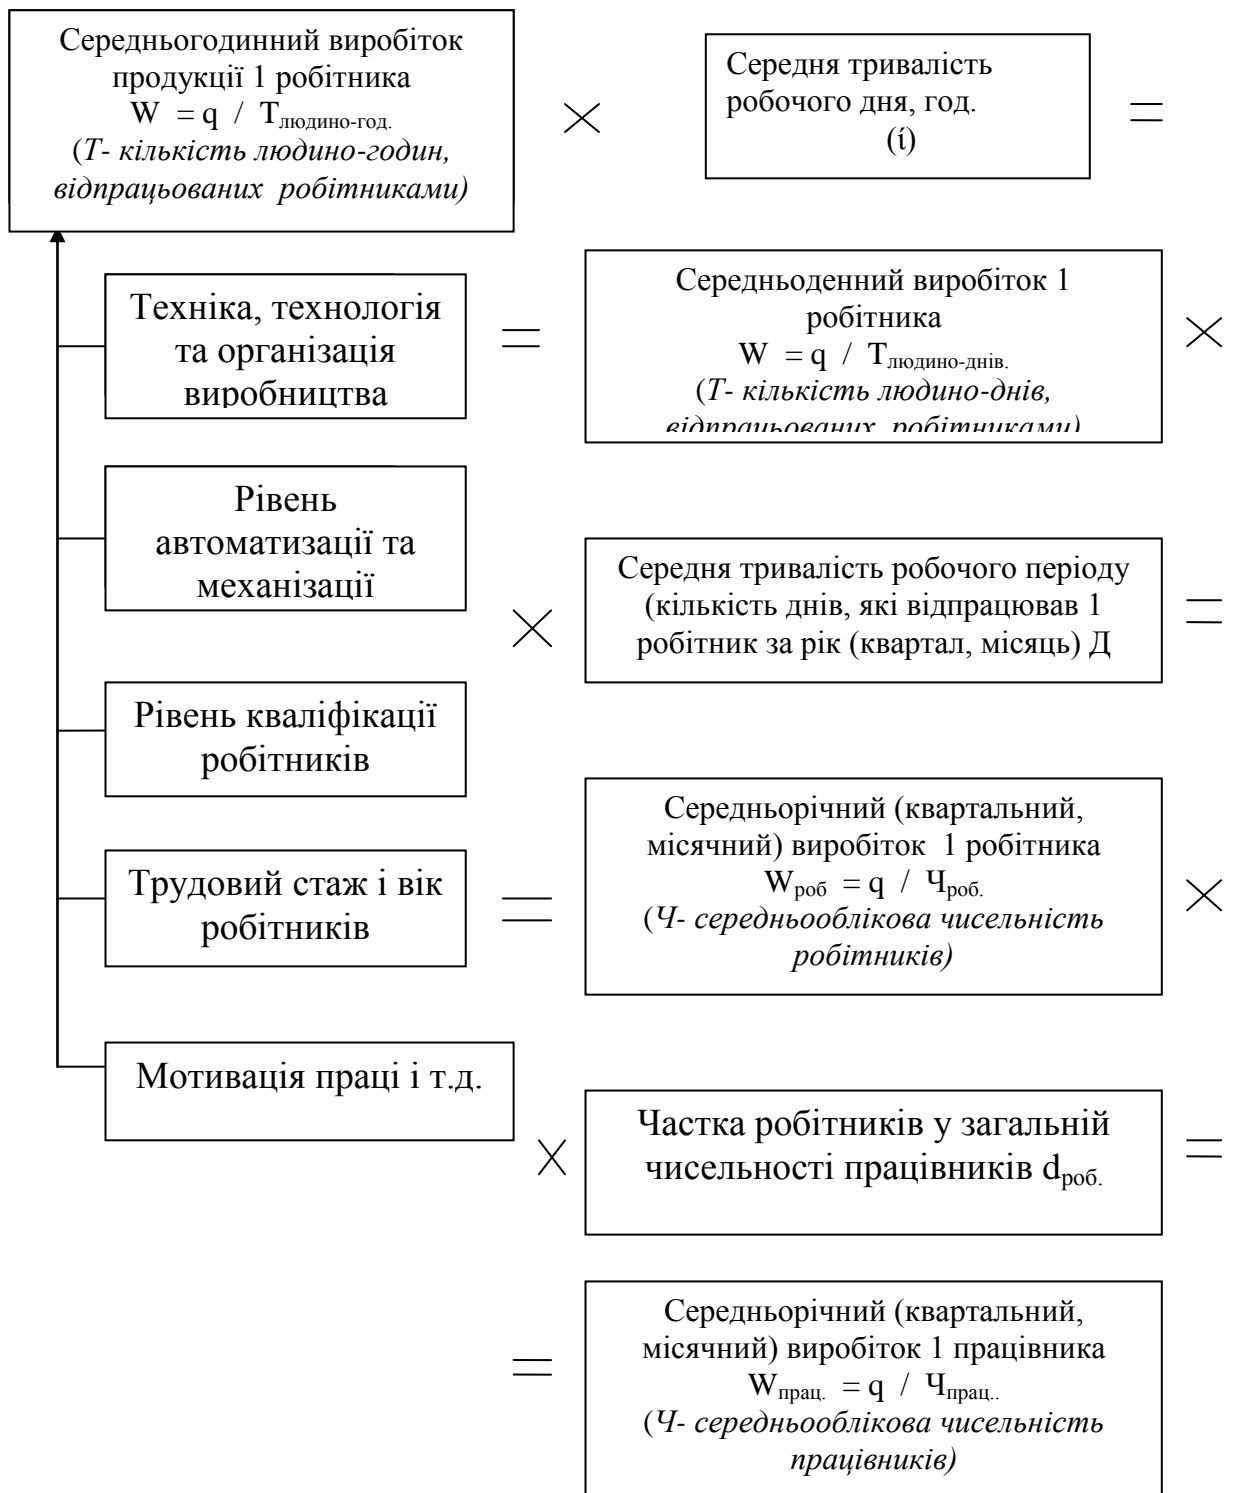 Середньогодинний виробіток
продукції 1 робітника
W = q / Tлюдино-год.
(Т- кількість людино-годин,
відпрацьованих робітниками)
×
Середня тривалість
робочого дня, год.
(í)
=
Техніка, технологія
та організація
виробництва
=
Середньоденний виробіток 1
робітника
W = q / Tлюдино-днів.
(Т- кількість людино-днів,
відпрацьованих робітниками)
×
Рівень
автоматизації та
механізації
×
Середня тривалість робочого періоду
(кількість днів, які відпрацював 1
робітник за рік (квартал, місяць) Д
=
Рівень кваліфікації
робітників
Трудовий стаж і вік
робітників
=
Середньорічний (квартальний,
місячний) виробіток 1 робітника
Wроб = q / Чроб.
(Ч- середньооблікова чисельність
робітників)
×
Мотивація праці і т.д.
×
Частка робітників у загальній
чисельності працівників dроб.
=
=
Середньорічний (квартальний,
місячний) виробіток 1 працівника
Wпрац. = q / Чпрац..
(Ч- середньооблікова чисельність
працівників)